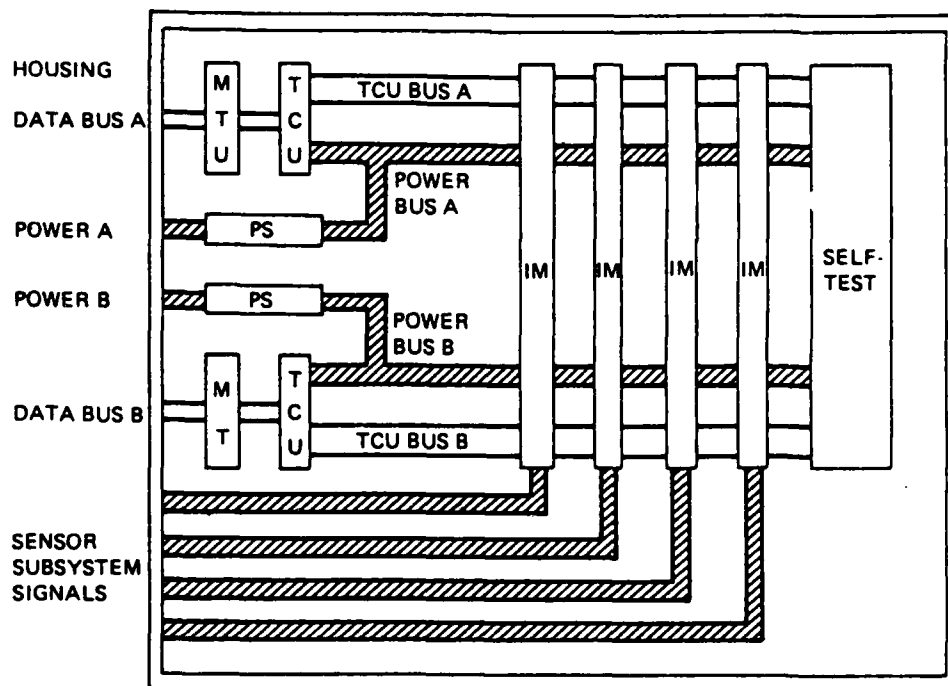 HOUSING
DATA BUS A
POWER A
POWER B
DATA BUS B
SENSOR
SUBSYSTEM
SIGNALS
MTU
TCU
TCU BUS A
POWER
BUS A
PS
PS
POWER
BUS B
MT
TCU
TCU BUS B
IM
IM
IM
IM
SELF-
TEST